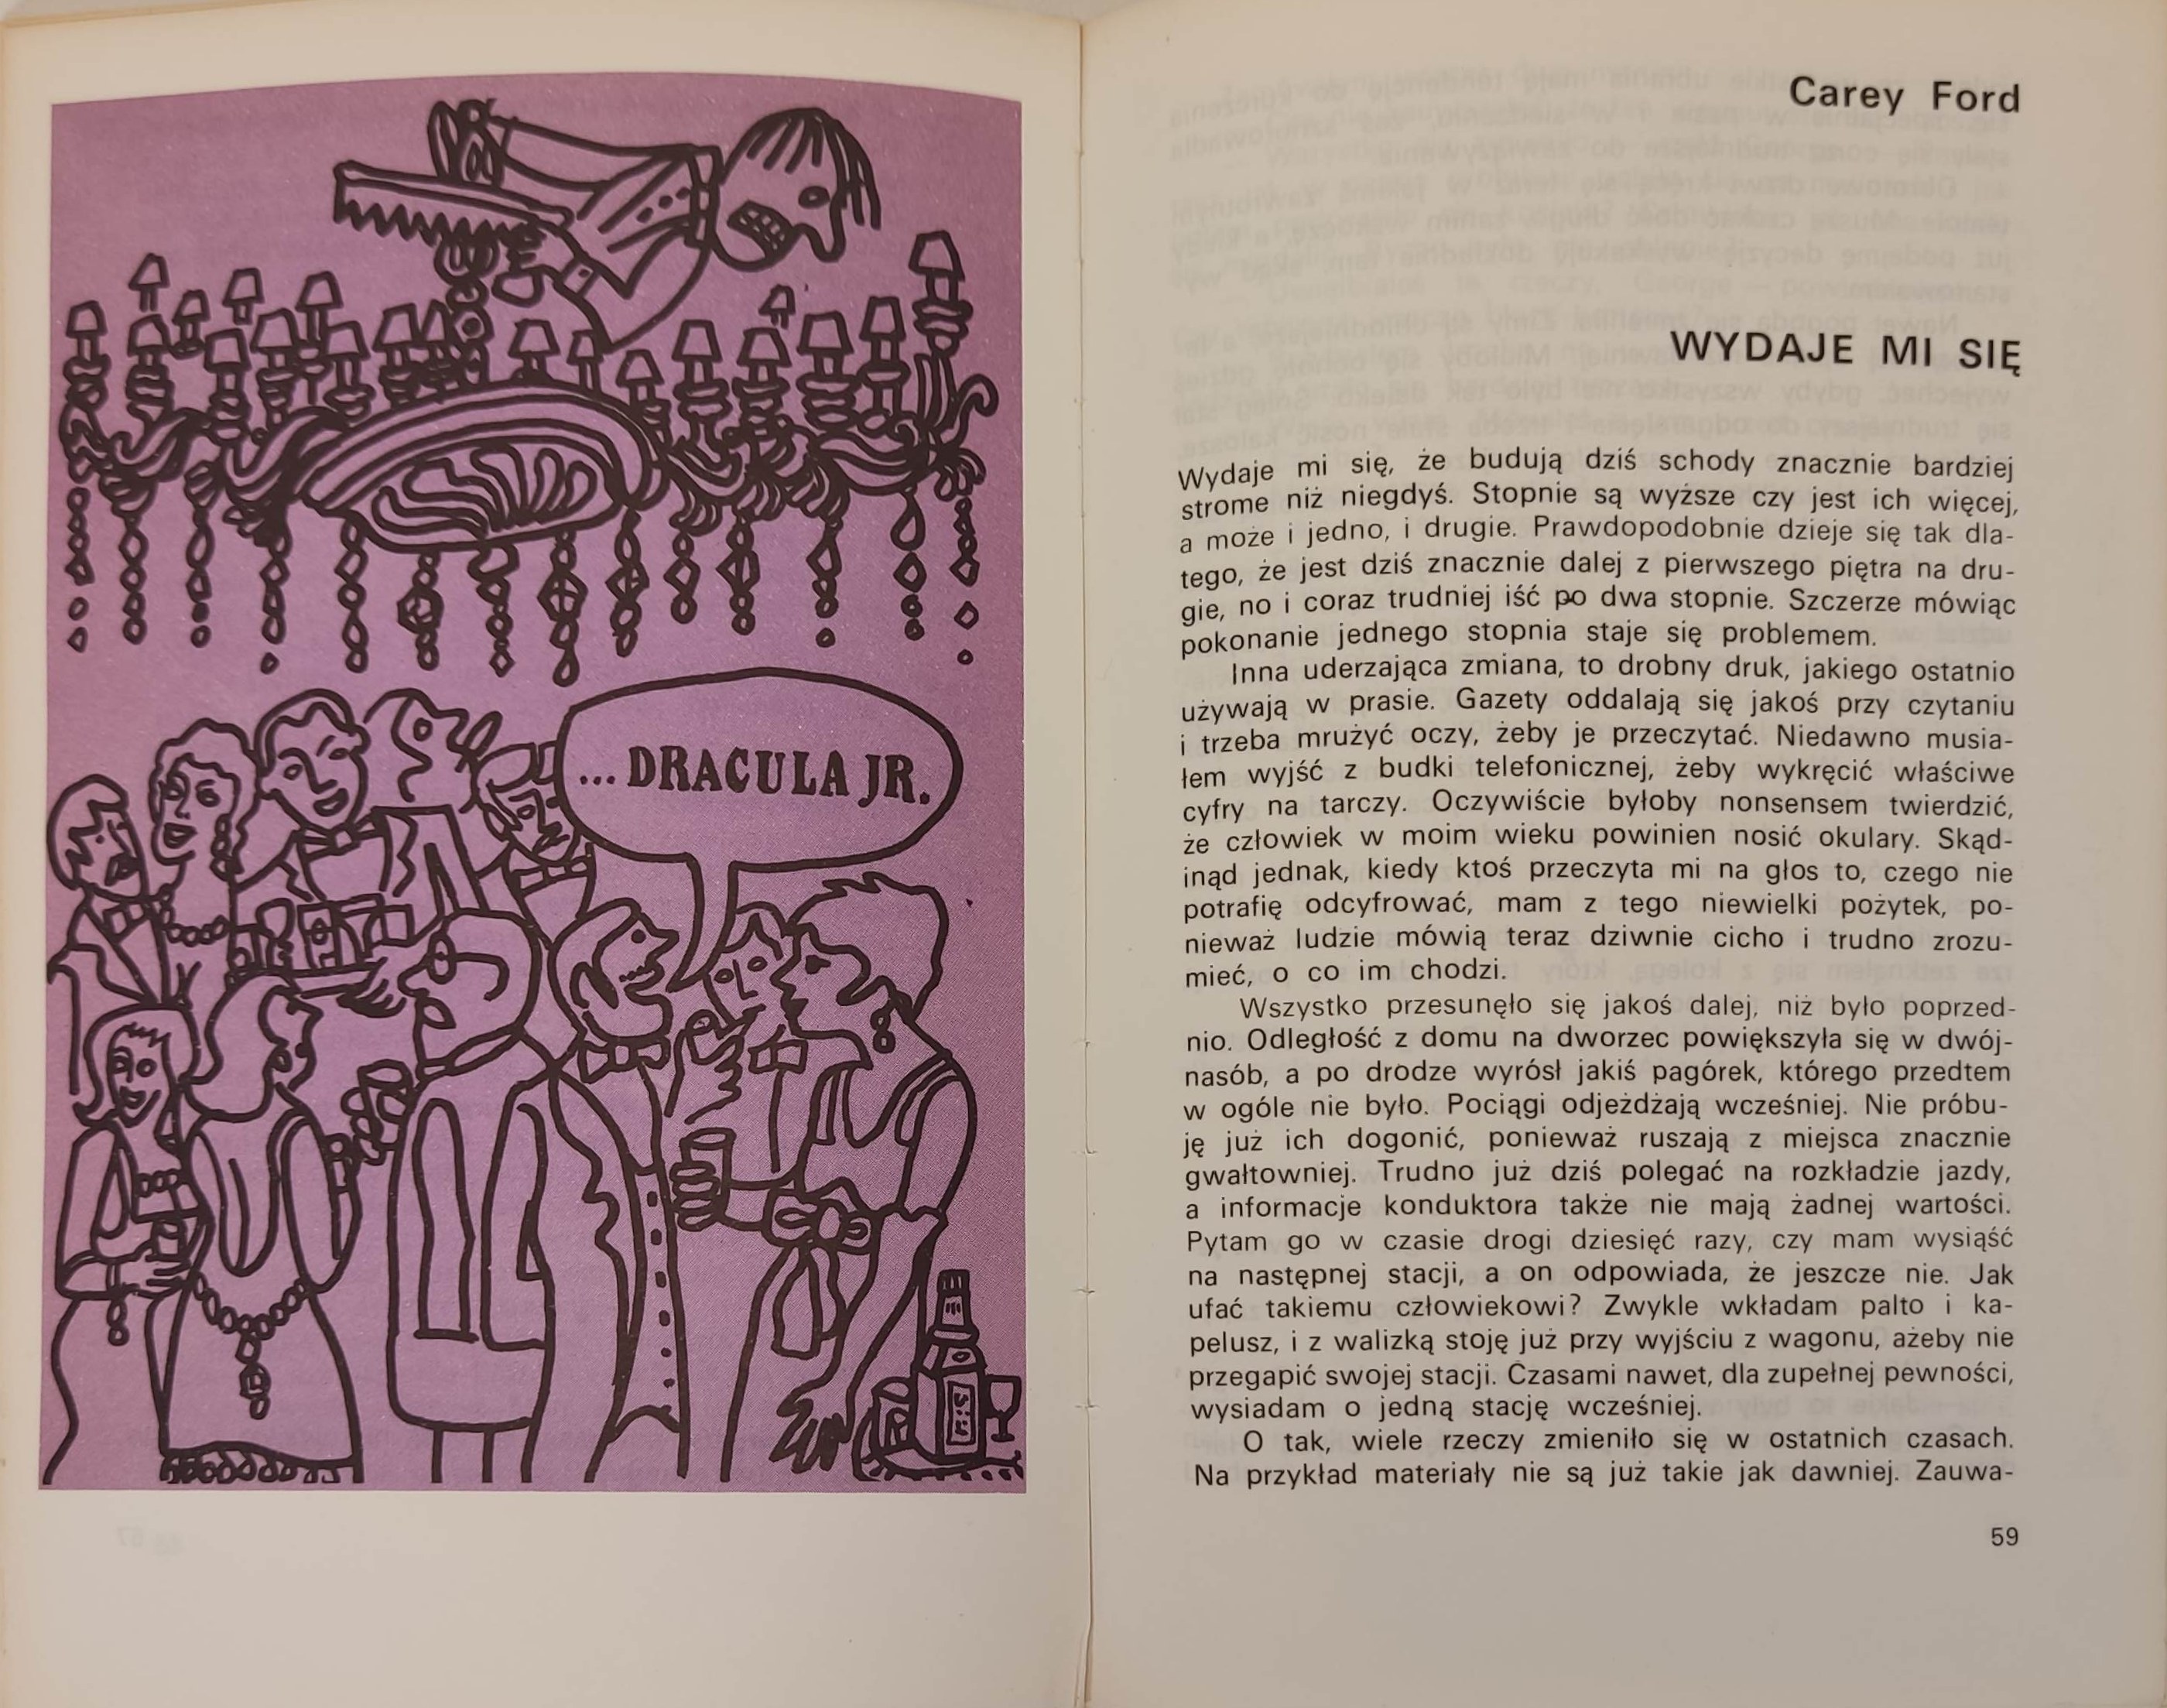 ... DRACULA JR.
Carey Ford
WYDAJE MI SIĘ
Wydaje mi się, że budują dziś schody znacznie bardziej
strome niż niegdyś. Stopnie są wyższe czy jest ich więcej,
a może i jedno, i drugie. Prawdopodobnie dzieje się tak dla-
tego, że jest dziś znacznie dalej z pierwszego piętra na dru-
gie, no i coraz trudniej iść po dwa stopnie. Szczerze mówiąc
pokonanie jednego stopnia staje się problemem.
Inna uderzająca zmiana, to drobny druk, jakiego ostatnio
używają w prasie. Gazety oddalają się jakoś przy czytaniu
i trzeba mrużyć oczy, żeby je przeczytać. Niedawno musia-
łem wyjść z budki telefonicznej, żeby wykręcić właściwe
cyfry na tarczy. Oczywiście byłoby nonsensem twierdzić,
że człowiek w moim wieku powinien nosić okulary. Skąd-
inąd jednak, kiedy ktoś przeczyta mi na głos to, czego nie
potrafię odcyfrować, mam z tego niewielki pożytek, po-
nieważ ludzie mówią teraz dziwnie cicho i trudno zrozu-
mieć, o co im chodzi.
Wszystko przesunęło się jakoś dalej, niż było poprzed-
nio. Odległość z domu na dworzec powiększyła się w dwój-
nasób, a po drodze wyrósł jakiś pagórek, którego przedtem
w ogóle nie było. Pociągi odjeżdżają wcześniej. Nie próbu-
ję już ich dogonić, ponieważ ruszają z miejsca znacznie
gwałtowniej. Trudno już dziś polegać na rozkładzie jazdy,
a informacje konduktora także nie mają żadnej wartości.
Pytam go w czasie drogi dziesięć razy, czy mam wysiąść
na następnej stacji, a on odpowiada, że jeszcze nie. Jak
ufać takiemu człowiekowi? Zwykle wkładam palto i ka-
pelusz, i z walizką stoję już przy wyjściu z wagonu, ażeby nie
przegapić swojej stacji. Czasami nawet, dla zupełnej pewności,
wysiadam o jedną stację wcześniej.
O tak, wiele rzeczy zmieniło się w ostatnich czasach.
Na przykład materiały nie są już takie jak dawniej. Zauwa-
59